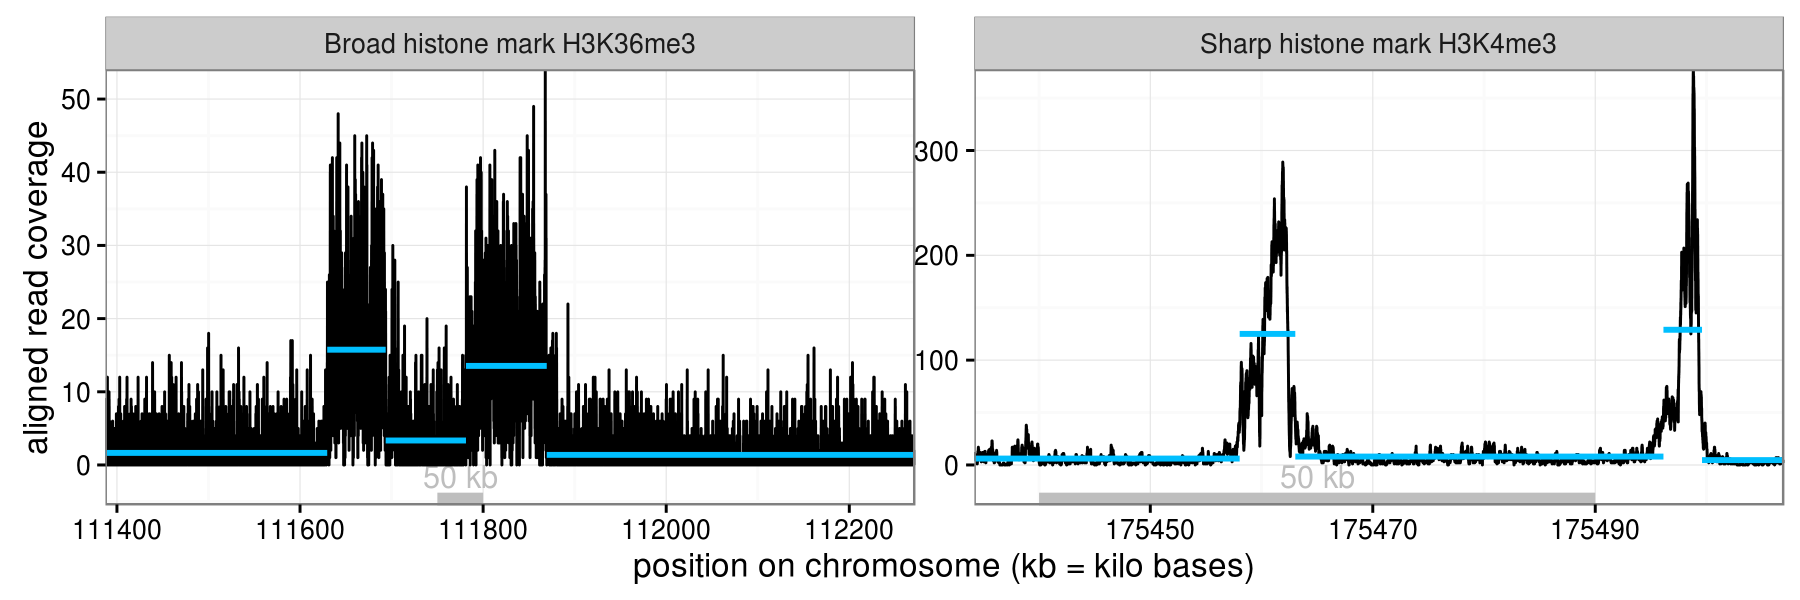 Broad histone mark H3K36me3
Sharp histone mark H3K4me3
aligned read coverage
50
40
30
20
10
0
300
200
100
0
50 kb
50 kb
111400 111600 111800 112000 112200
175450 175470 175490
position on chromosome (kb = kilo bases)